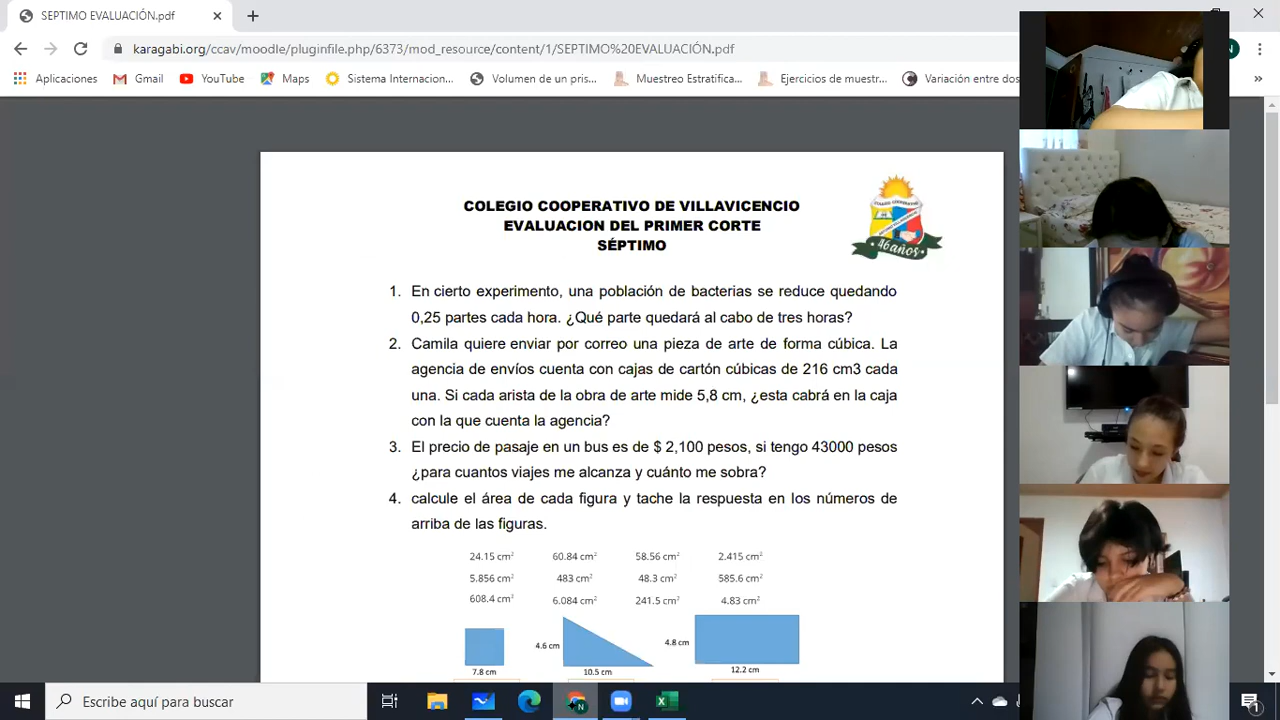 SEPTIMO EVALUACIÓN.pdf
karagabi.org/ccav/moodle/pluginfile.php/6373/mod_resource/content/1/SEPTIMO%20EVALUACIÓN.pdf
N
Aplicaciones Gmail YouTube Maps Sistema Internacion... Volumen de un pris... Muestreo Estratifica... Ejercicios de muestr... Variación entre dos »
COLEGIO COOPERATIVO DE VILLAVICENCIO
EVALUACION DEL PRIMER CORTE
SÉPTIMO
46 años
1. En cierto experimento, una población de bacterias se reduce quedando
0,25 partes cada hora. ¿Qué parte quedará al cabo de tres horas?
2. Camila quiere enviar por correo una pieza de arte de forma cúbica. La
agencia de envíos cuenta con cajas de cartón cúbicas de 216 cm3 cada
una. Si cada arista de la obra de arte mide 5,8 cm, ¿esta cabrá en la caja
con la que cuenta la agencia?
3. El precio de pasaje en un bus es de $ 2,100 pesos, si tengo 43000 pesos
¿para cuantos viajes me alcanza y cuánto me sobra?
4. calcule el área de cada figura y tache la respuesta en los números de
arriba de las figuras.
24.15 cm² 60.84 cm² 58.56 cm² 2.415 cm²
5.856 cm² 483 cm² 48.3 cm² 585.6 cm²
608.4 cm² 6.084 cm² 241.5 cm² 4.83 cm²
4.6 cm 4.8 cm
7.8 cm 10.5 cm 12.2 cm
Escribe aquí para buscar
1